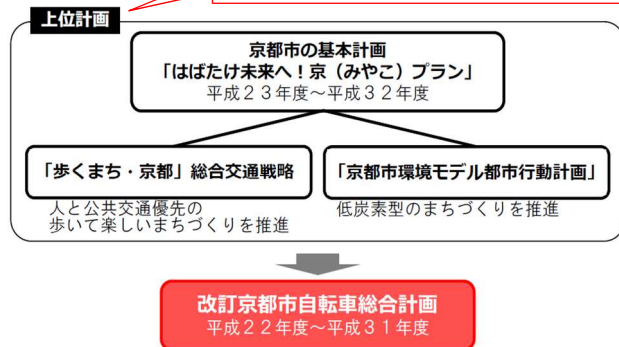 上位計画
京都市の基本計画
「はばたけ未来へ！京（みやこ）プラン」
平成２３年度～平成３２年度
「歩くまち・京都」総合交通戦略
「京都市環境モデル都市行動計画」
人と公共交通優先の
歩いて楽しいまちづくりを推進
低炭素型のまちづくりを推進
改訂京都市自転車総合計画
平成２２年度～平成３１年度